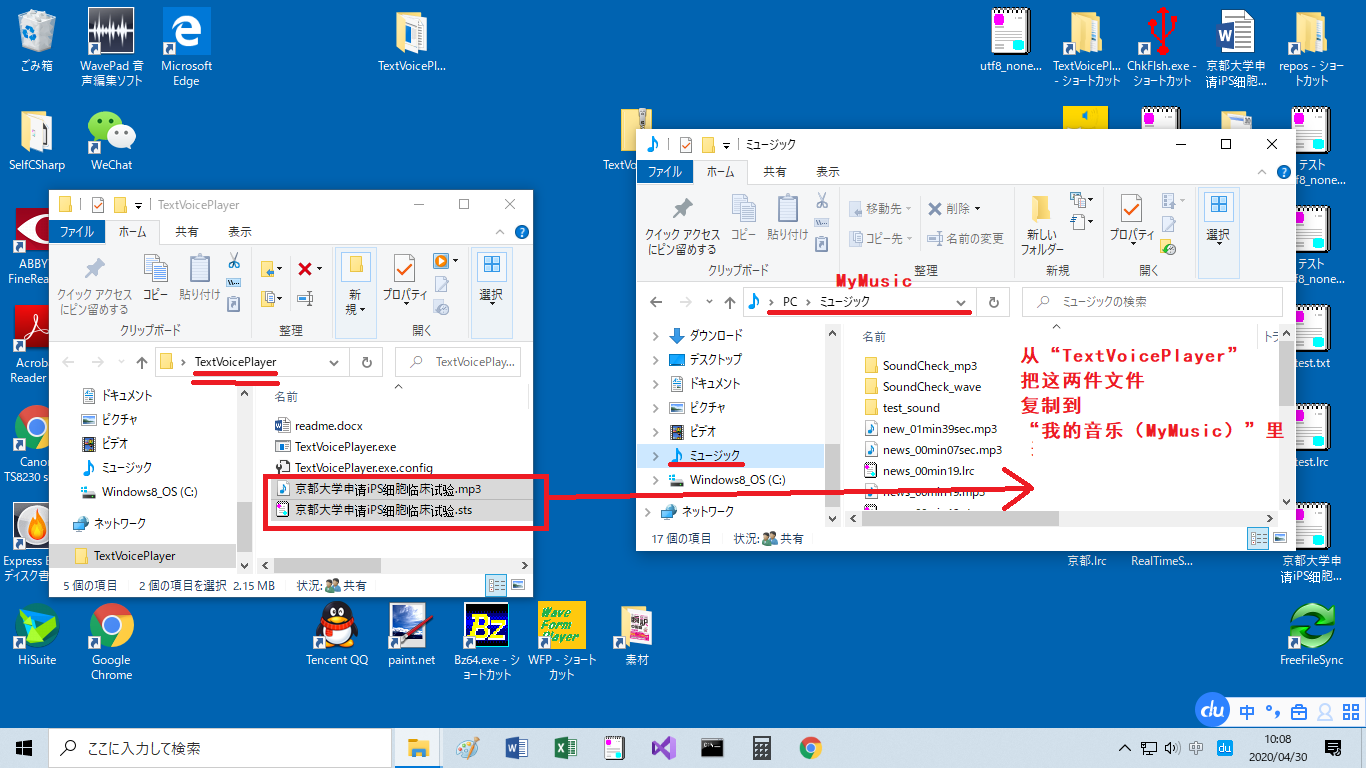 ごみ箱
WavePad 音
声編集ソフト
Microsoft
Edge
TextVoicePl...
utf8_none...
TextVoicePl...
- ショートカット
ChkFlsh.exe -
ショートカット
京都大学申
请iPS细胞...
repos - ショー
トカット
SelfCSharp
WeChat
TextVo
テスト
utf8_none...
ABBY
FineRea
テスト
utf8_none...
Acrob
Reader
test.txt
Canon
TS8230 s
test.lrc
Express B
ディスク書
京都.lrc
RealTimeS...
京都大学申
请iPS细胞...
HiSuite
Google
Chrome
Tencent QQ
paint.net
Bz64.exe - シ
ョートカット
WFP - ショート
カット
素材
FreeFileSync
TextVoicePlayer
ファイル ホーム 共有 表示
クイック アクセス
にピン留めする
コピー
貼り付け
クリップボード
整理
新
規
プロパティ
開く
選択
TextVoicePlayer
TextVoicePlay...
ドキュメント
ピクチャ
ビデオ
ミュージック
Windows8_OS (C:)
ネットワーク
TextVoicePlayer
名前
readme.docx
TextVoicePlayer.exe
TextVoicePlayer.exe.config
京都大学申请iPS细胞临床试验.mp3
京都大学申请iPS细胞临床试验.sts
5 個の項目 2 個の項目を選択 2.15 MB 状況: 共有
ミュージック
ファイル ホーム 共有 表示
クイック アクセス
にピン留めする
コピー
貼り付け
クリップボード
移動先
コピー先
削除
名前の変更
整理
新しい
フォルダー
新規
プロパティ
開く
選択
MyMusic
PC ミュージック
ミュージックの検索
ダウンロード
デスクトップ
ドキュメント
ピクチャ
ビデオ
ミュージック
Windows8_OS (C:)
ネットワーク
名前
トラ
SoundCheck_mp3
SoundCheck_wave
test_sound
new_01min39sec.mp3
news_00min07sec.mp3
news_00min19.lrc
news_00min19.mp3
从“TextVoicePlayer”
把这两件文件
复制到
“我的音乐（MyMusic）”里
17 個の項目 状況: 共有
du 中
ここに入力して検索
中 du
10:08
2020/04/30